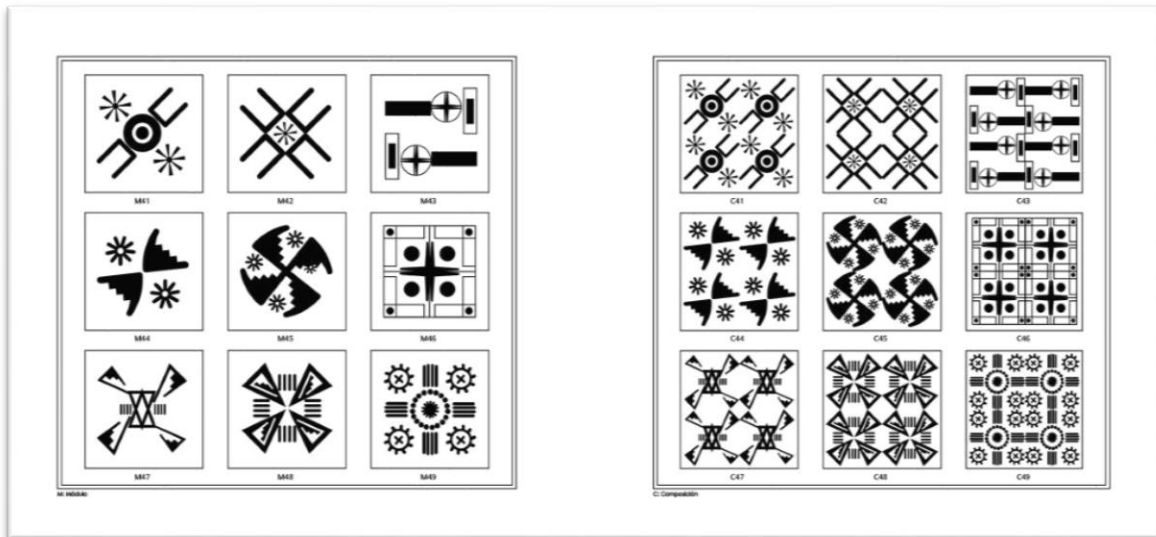 M41 M42 M43
M44 M45 M46
M47 M48 M49
M: Módulo
C41 C42 C43
C44 C45 C46
C47 C48 C49
C: Composición